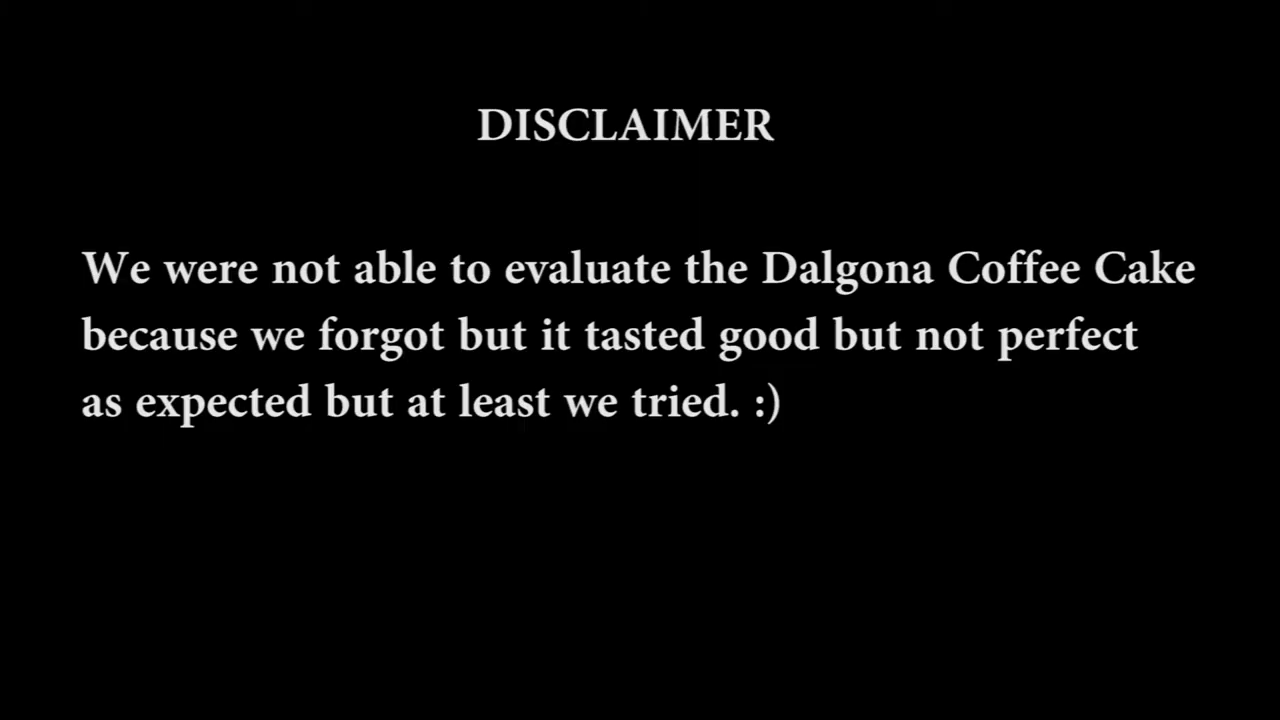 DISCLAIMER
We were not able to evaluate the Dalgona Coffee Cake
because we forgot but it tasted good but not perfect
as expected but at least we tried. :)